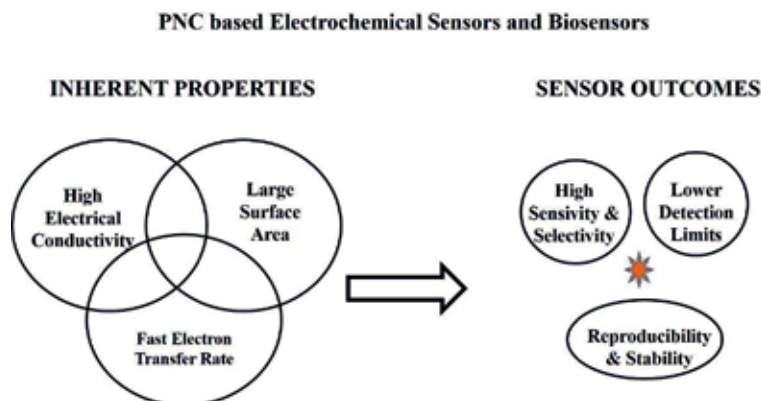 PNC based Electrochemical Sensors and Biosensors
INHERENT PROPERTIES
High
Electrical
Conductivity
Large
Surface
Area
Fast Electron
Transfer Rate
SENSOR OUTCOMES
High
Sensivity &
Selectivity
Lower
Detection
Limits
Reproducibility
& Stability